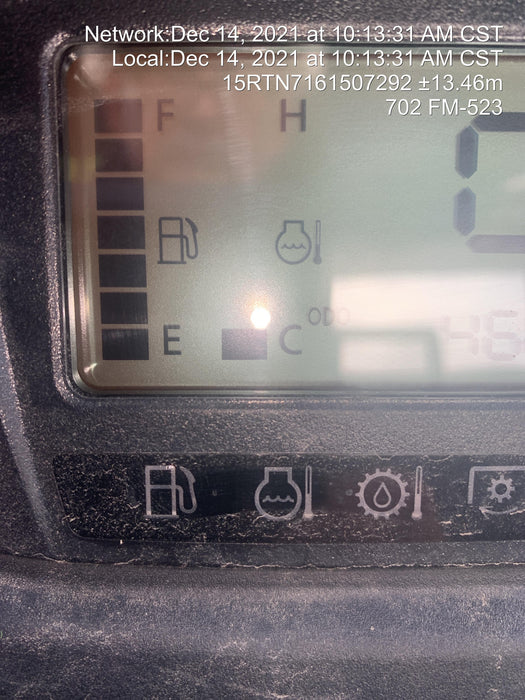 Network:Dec 14, 2021 at 10:13:31 AM CST
Local:Dec 14, 2021 at 10:13:31 AM CST
15RTN7161507292 ±13.46m
702 FM-523
F H
E C ODO